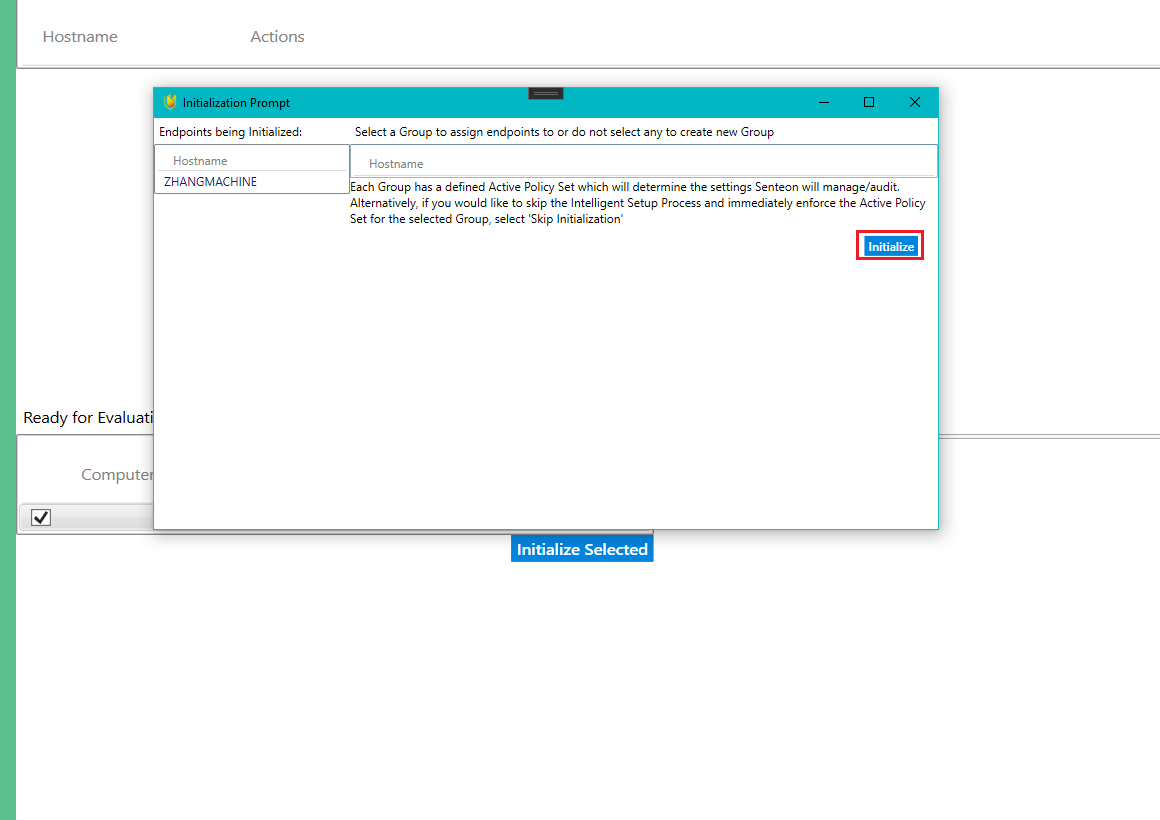 Hostname Actions
Initialization Prompt
Endpoints being Initialized: Select a Group to assign endpoints to or do not select any to create new Group
Hostname Hostname
ZHANGMACHINE
Each Group has a defined Active Policy Set which will determine the settings Senteon will manage/audit.
Alternatively, if you would like to skip the Intelligent Setup Process and immediately enforce the Active Policy
Set for the selected Group, select 'Skip Initialization'
Initialize
Ready for Evaluati
Computer
Initialize Selected